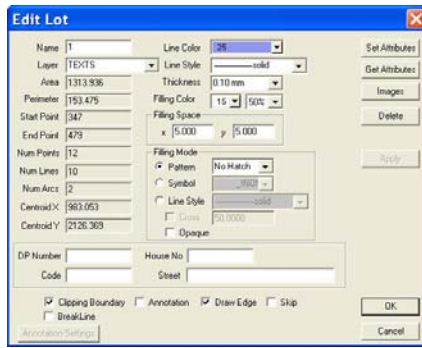 Edit Lot
Name 1 Line Color 25 Set Attributes
Layer TEXTS Line Style solid Get Attributes
Area 1313.936 Thickness 0.10 mm Images
Perimeter 153.475 Filling Color 15 50% Delete
Start Point 347 Filling Space
End Point 479 x 5.000 y 5.000
Num Points 12 Filling Mode Apply
Num Lines 10 Pattern No Hatch
Num Arcs 2 Symbol
Centroid X 983.053 Line Style solid
Centroid Y 2126.369 Cross 50.0000
Opaque
DP Number House No
Code Street
Clipping Boundary Annotation Draw Edge Skip OK
BreakLine
Annotation Settings Cancel